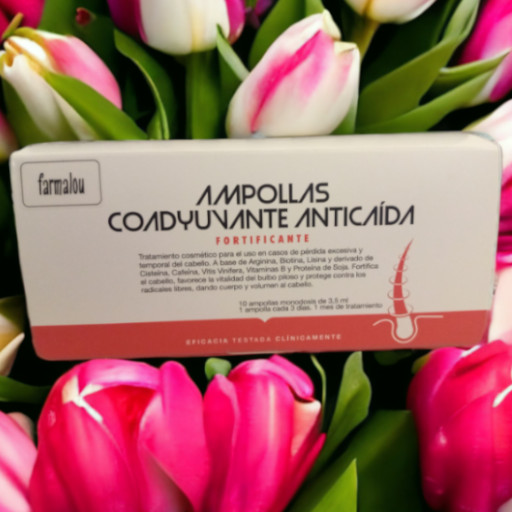 farmalou
AMPOLLAS
COADYUVANTE ANTICAÍDA
FORTIFICANTE
Tratamiento cosmético para el uso en casos de pérdida excesiva y
temporal del cabello. A base de Arginina, Biotina, Lisina y derivado de
Cisteína, Cafeína, Vitis Vinifera, Vitaminas B y Proteína de Soja. Fortifica
el cabello, favorece la vitalidad del bulbo piloso y protege contra los
radicales libres, dando cuerpo y volumen al cabello.
10 ampollas monodosis de 3,5 ml
1 ampolla cada 3 días, 1 mes de tratamiento
EFICACIA TESTADA CLÍNICAMENTE